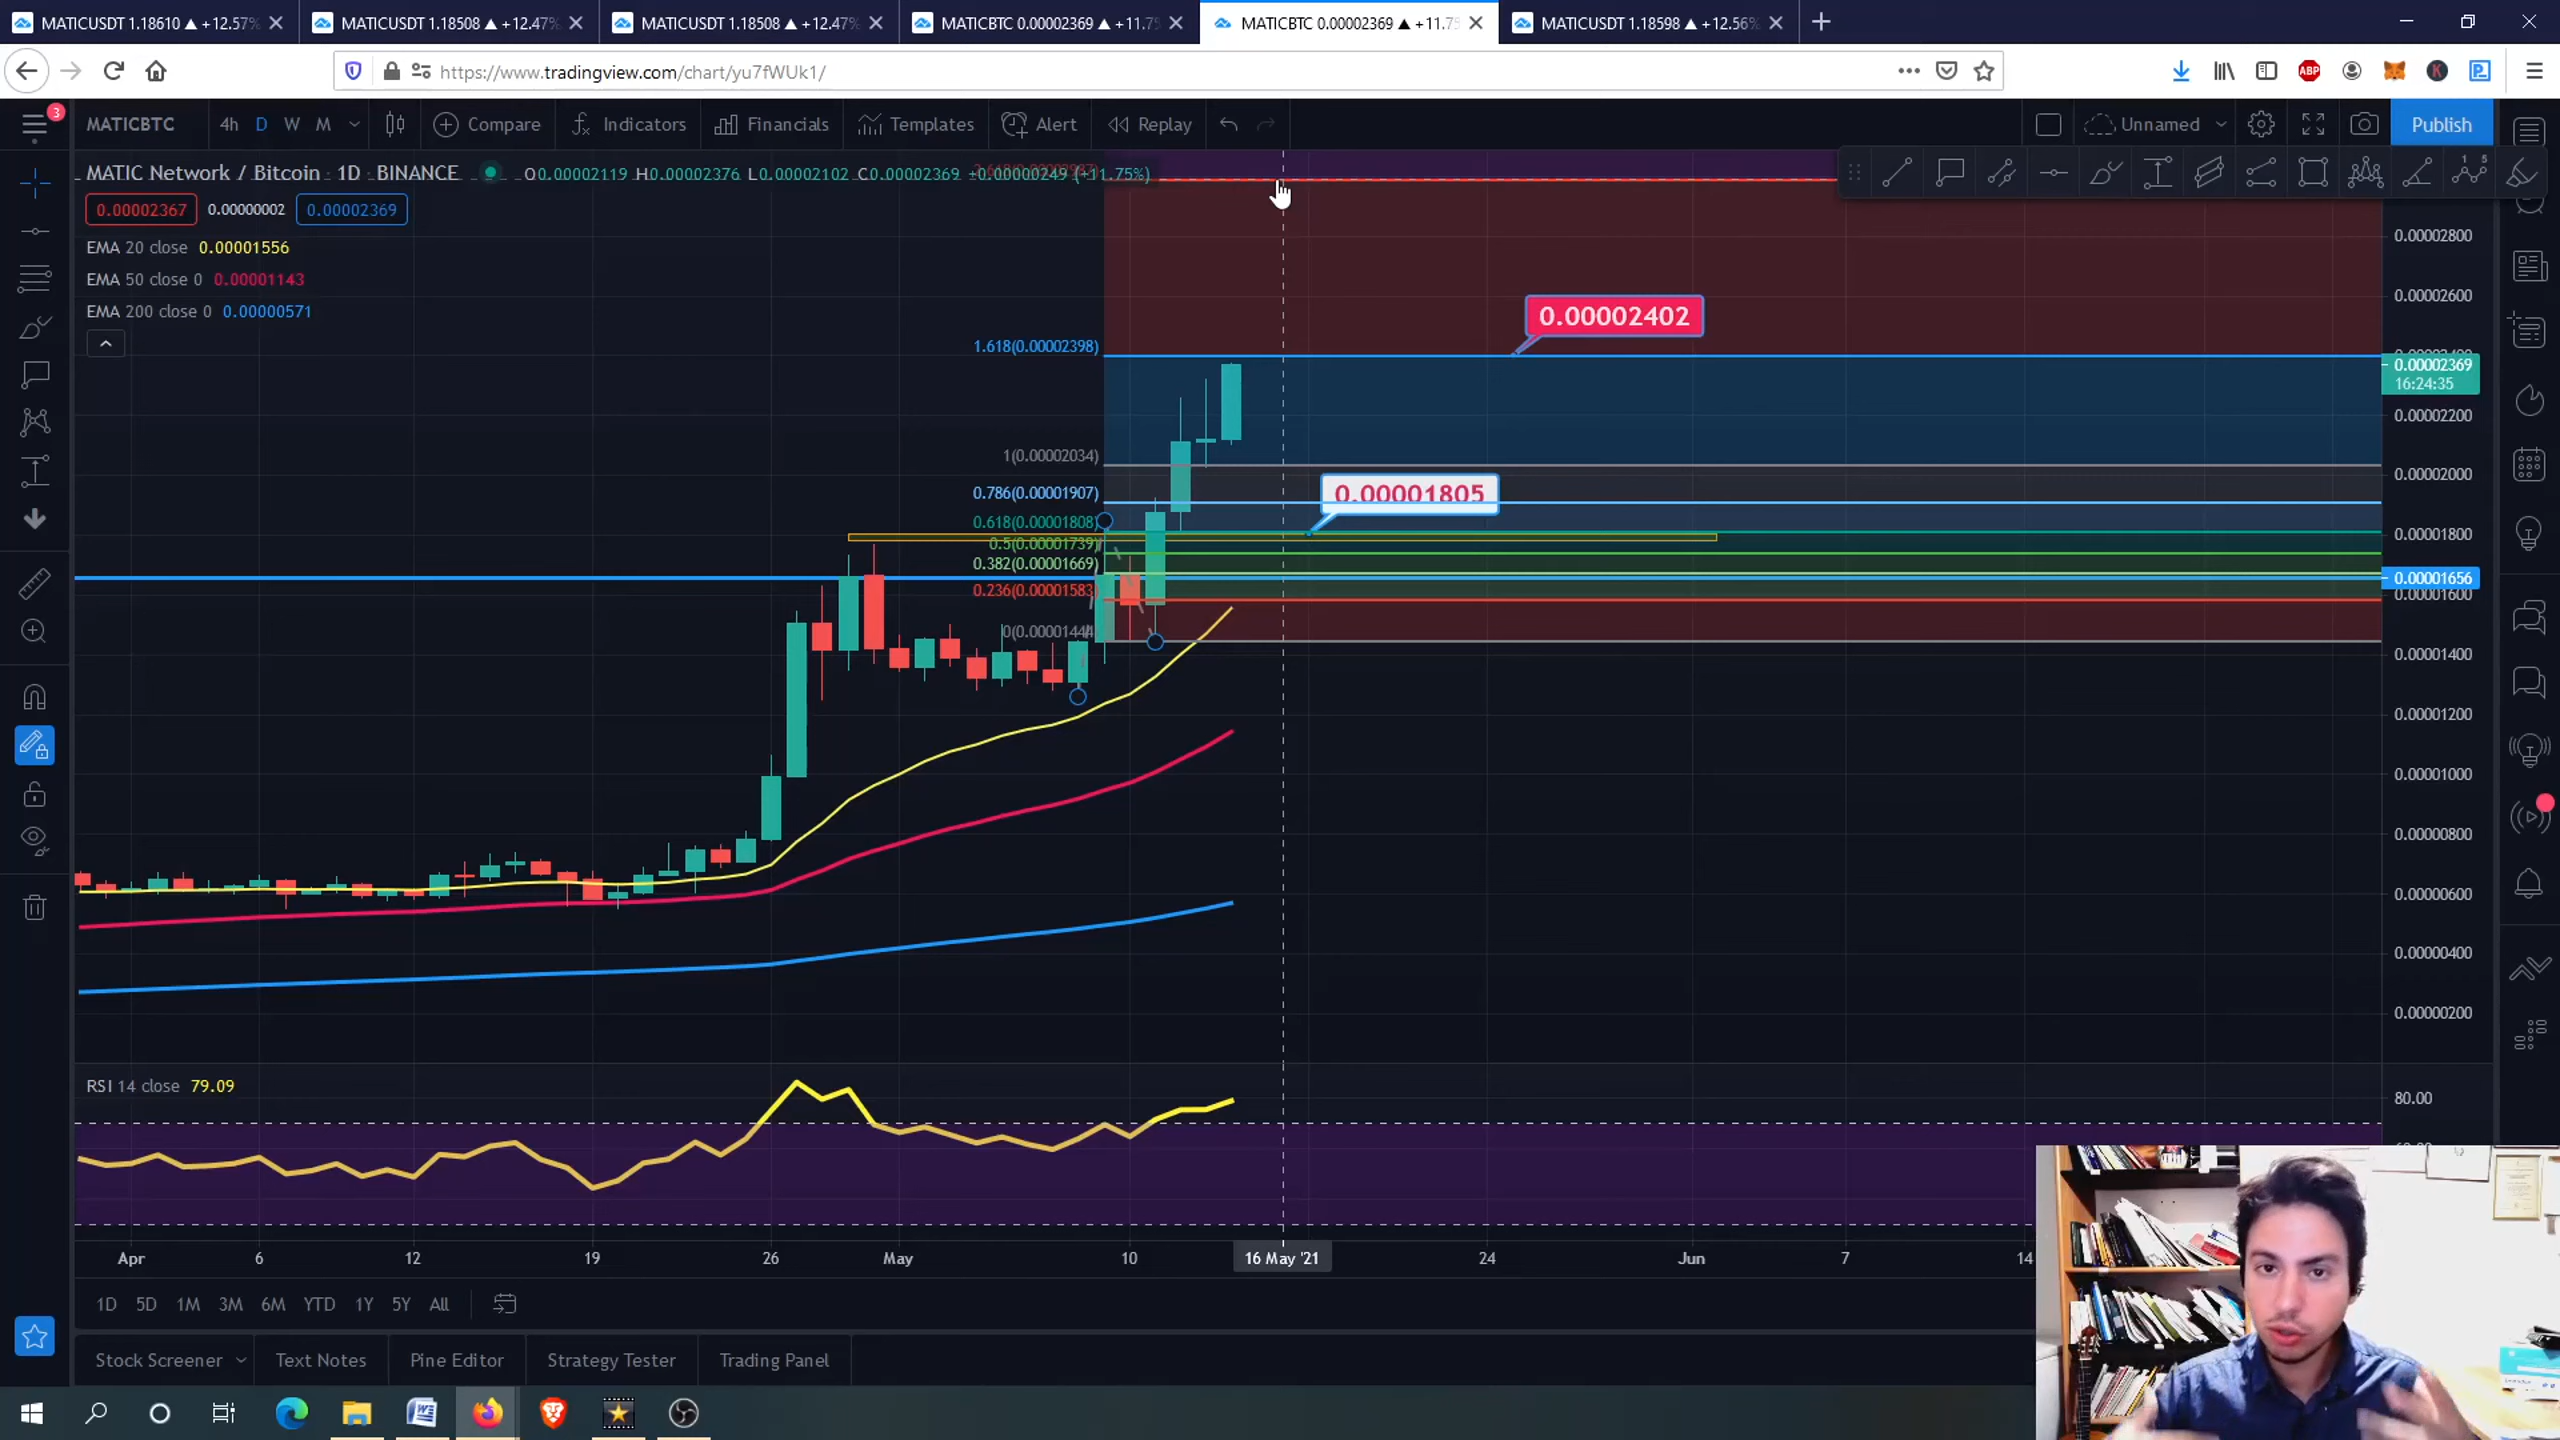 MATICUSDT 1.18610 ▲ +12.57%
MATICUSDT 1.18508 ▲ +12.47%
MATICUSDT 1.18508 ▲ +12.47%
MATICBTC 0.00002369 ▲ +11.75
MATICBTC 0.00002369 ▲ +11.75
MATICUSDT 1.18598 ▲ +12.56%
https://www.tradingview.com/chart/yu7fWUk1/
ABP
K
3
MATICBTC
4h
D
W
M
Compare
Indicators
Financials
Templates
Alert
Replay
Unnamed
Publish
MATIC Network / Bitcoin · 1D · BINANCE
O0.00002119 H0.00002376 L0.00002102 C0.00002369 +0.00000249 (+11.75%)
0.00002367
0.00000002
0.00002369
EMA 20 close 0.00001556
EMA 50 close 0 0.00001143
EMA 200 close 0 0.00000571
0.00002402
1.618(0.00002398)
1(0.00002034)
0.786(0.00001907)
0.00001805
0.618(0.00001808)
0.5(0.00001739)
0.382(0.00001669)
0.236(0.00001583)
0(0.00001444)
0.00002800
0.00002600
0.00002369
16:24:35
0.00002200
0.00002000
0.00001800
0.00001656
0.00001600
0.00001400
0.00001200
0.00001000
0.00000800
0.00000600
0.00000400
0.00000200
RSI 14 close 79.09
80.00
Apr
6
12
19
26
May
10
16 May '21
24
Jun
7
14
1D
5D
1M
3M
6M
YTD
1Y
5Y
All
Stock Screener
Text Notes
Pine Editor
Strategy Tester
Trading Panel